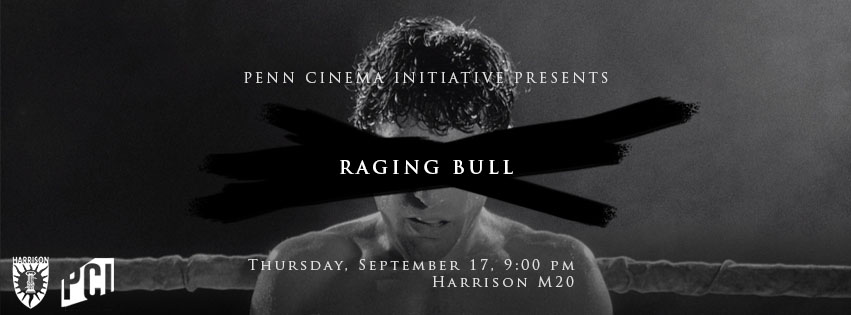 PENN CINEMA INITIATIVE PRESENTS
RAGING BULL
THURSDAY, SEPTEMBER 17, 9:00 PM
HARRISON M20
HARRISON
PCI